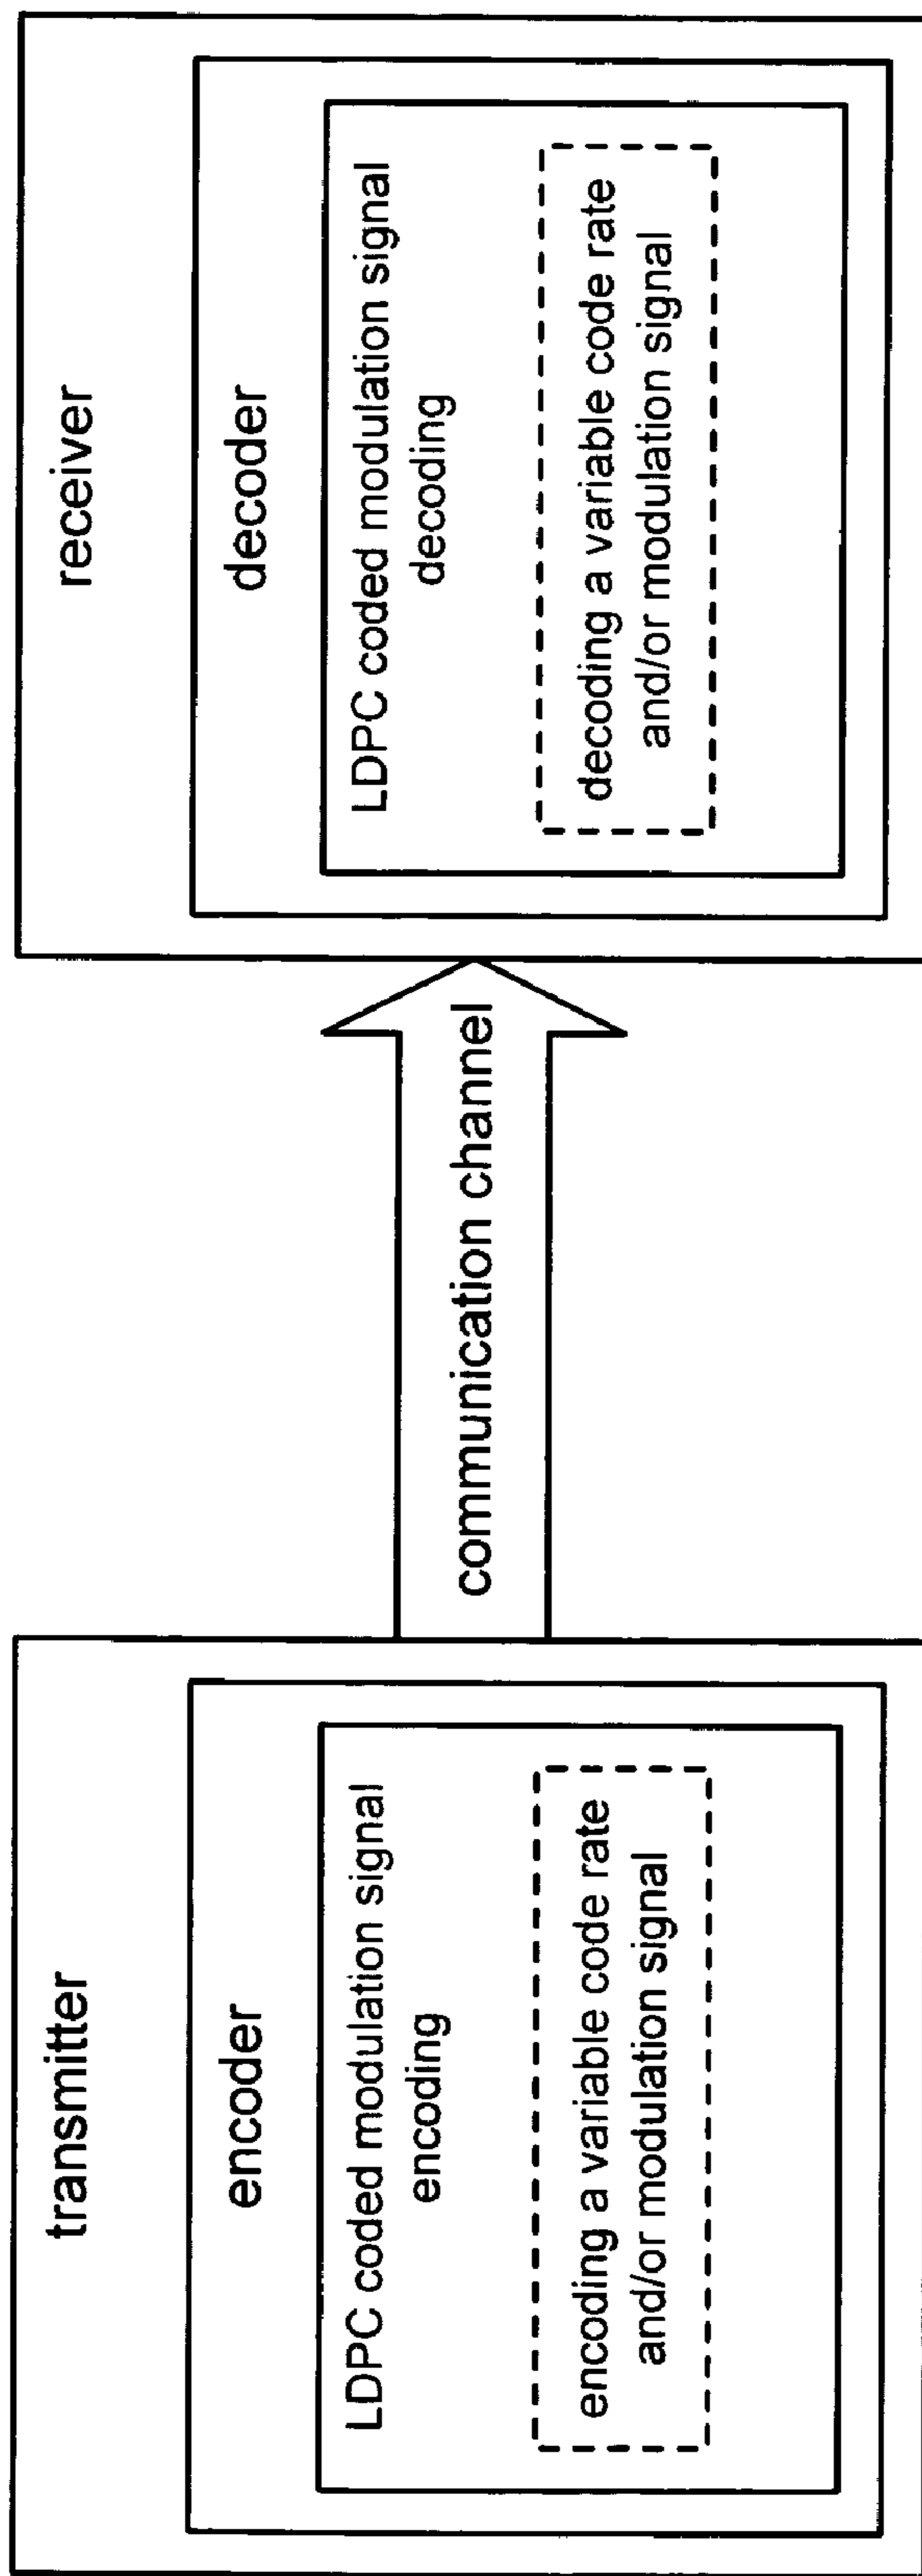 transmitter
encoder
LDPC coded modulation signal
encoding
encoding a variable code rate
and/or modulation signal
communication channel
receiver
decoder
LDPC coded modulation signal
decoding
decoding a variable code rate
and/or modulation signal